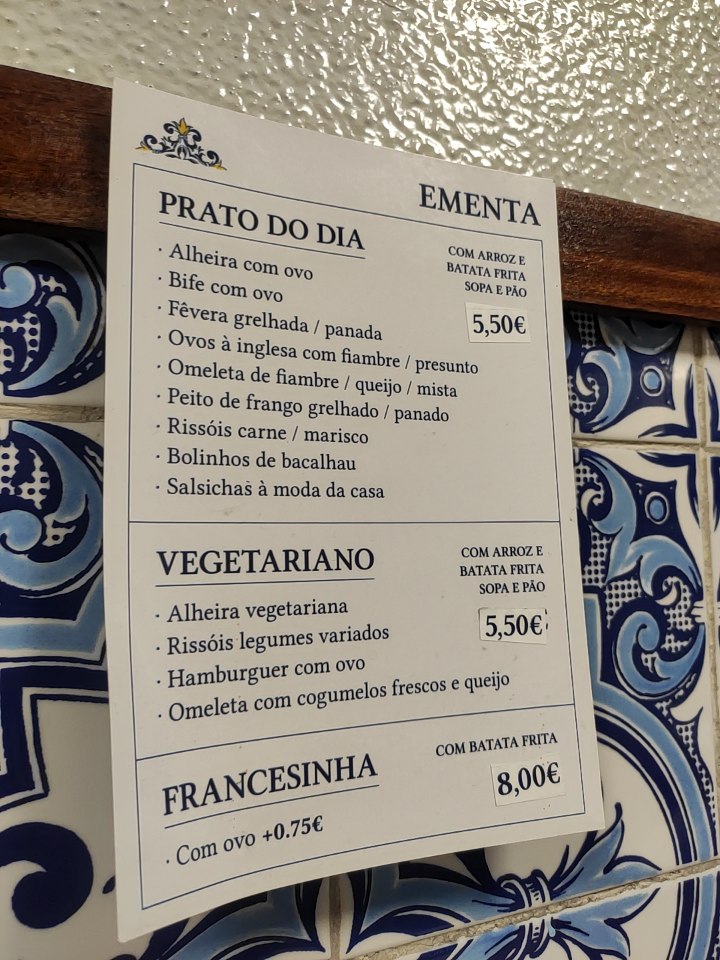 EMENTA
PRATO DO DIA
COM ARROZ E
BATATA FRITA
SOPA E PÃO
5,50€
· Alheira com ovo
· Bife com ovo
· Fêvera grelhada / panada
· Ovos à inglesa com fiambre / presunto
· Omeleta de fiambre / queijo / mista
· Peito de frango grelhado / panado
· Rissóis carne / marisco
· Bolinhos de bacalhau
· Salsichas à moda da casa
VEGETARIANO
COM ARROZ E
BATATA FRITA
SOPA E PÃO
5,50€
· Alheira vegetariana
· Rissóis legumes variados
· Hamburguer com ovo
· Omeleta com cogumelos frescos e queijo
FRANCESINHA
COM BATATA FRITA
8,00€
· Com ovo +0.75€